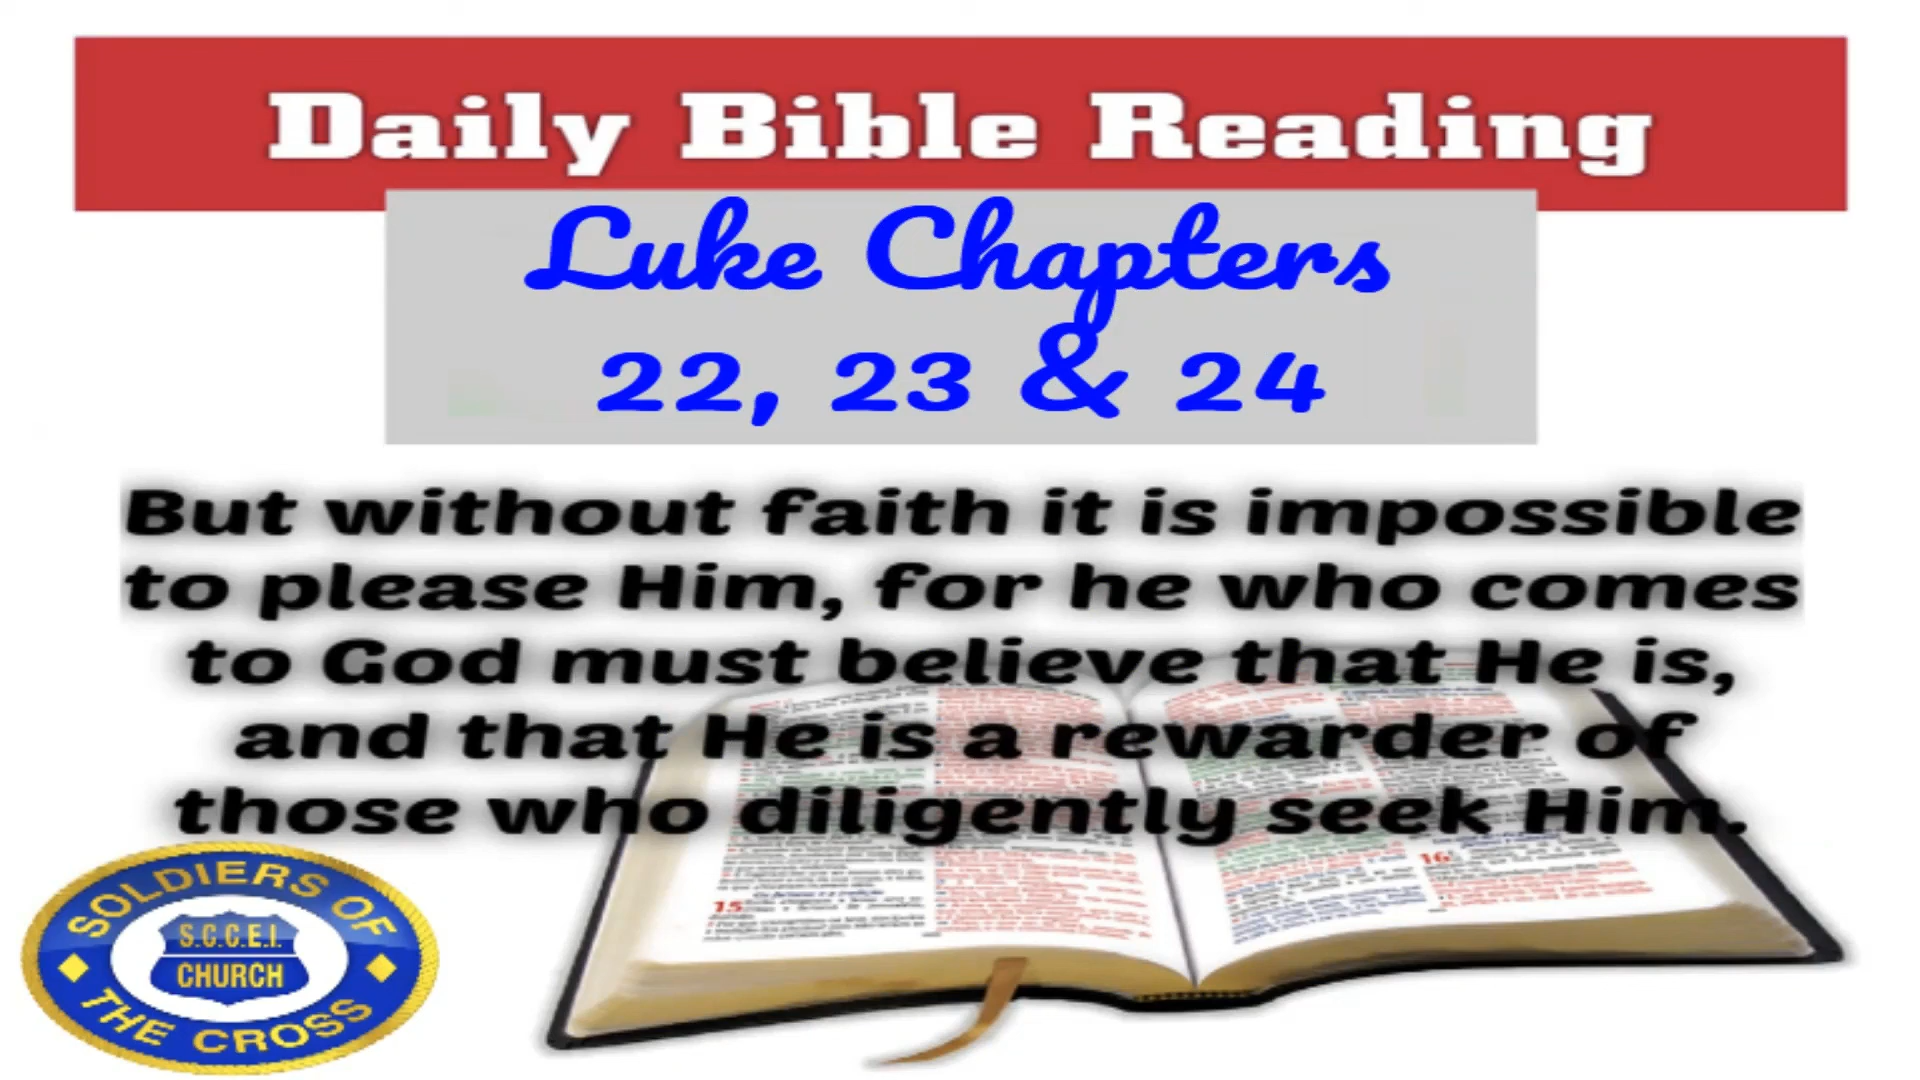 Daily Bible Reading
Luke Chapters
22, 23 & 24
But without faith it is impossible
to please Him, for he who comes
to God must believe that He is,
and that He is a rewarder of
those who diligently seek Him.
15
16
SOLDIERS OF
S.C.C.E.I.
CHURCH
THE CROSS